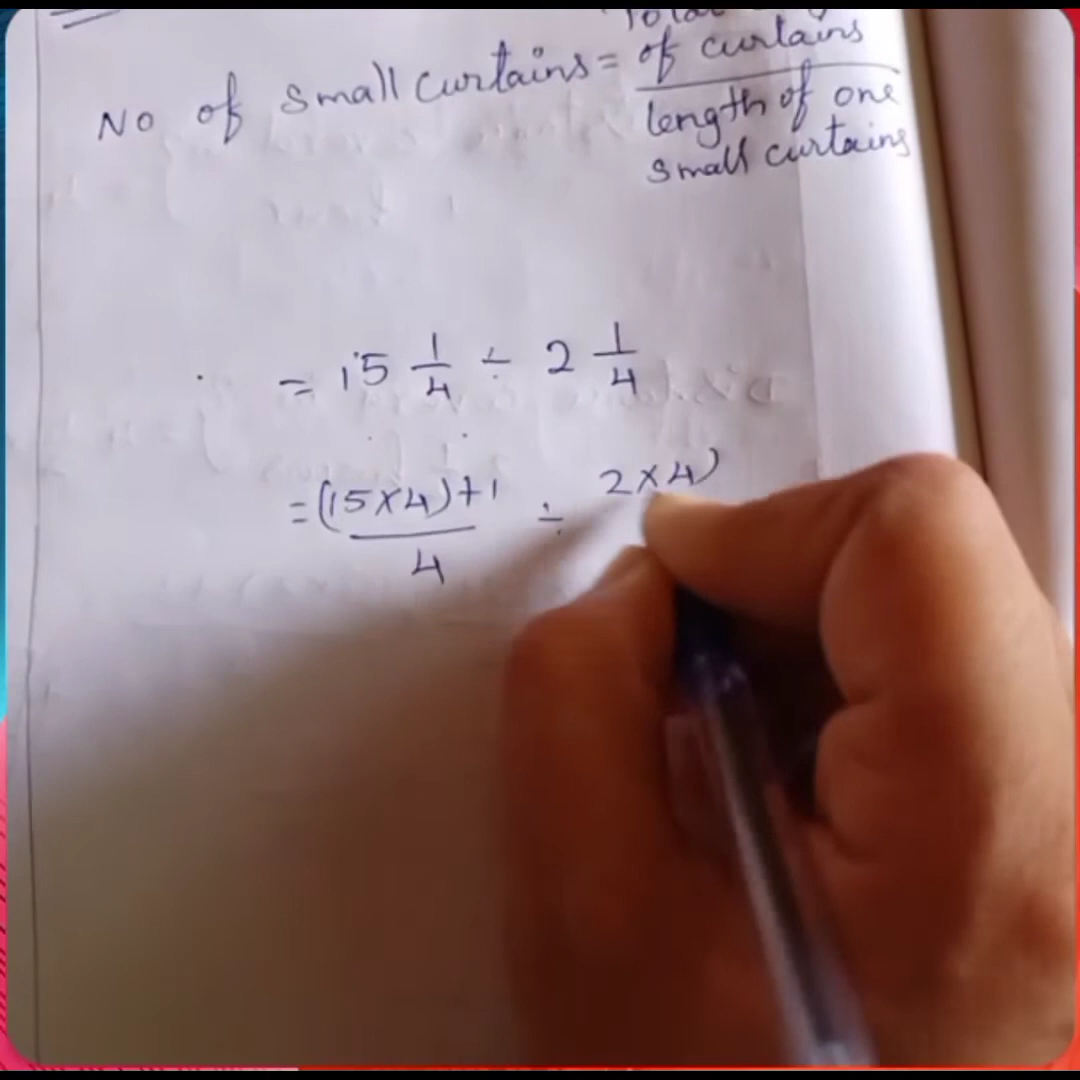 Total
No of small curtains = of curtains
length of one
small curtains
= 15 1/4 ÷ 2 1/4
= (15×4)+1 ÷ 2×4)
4